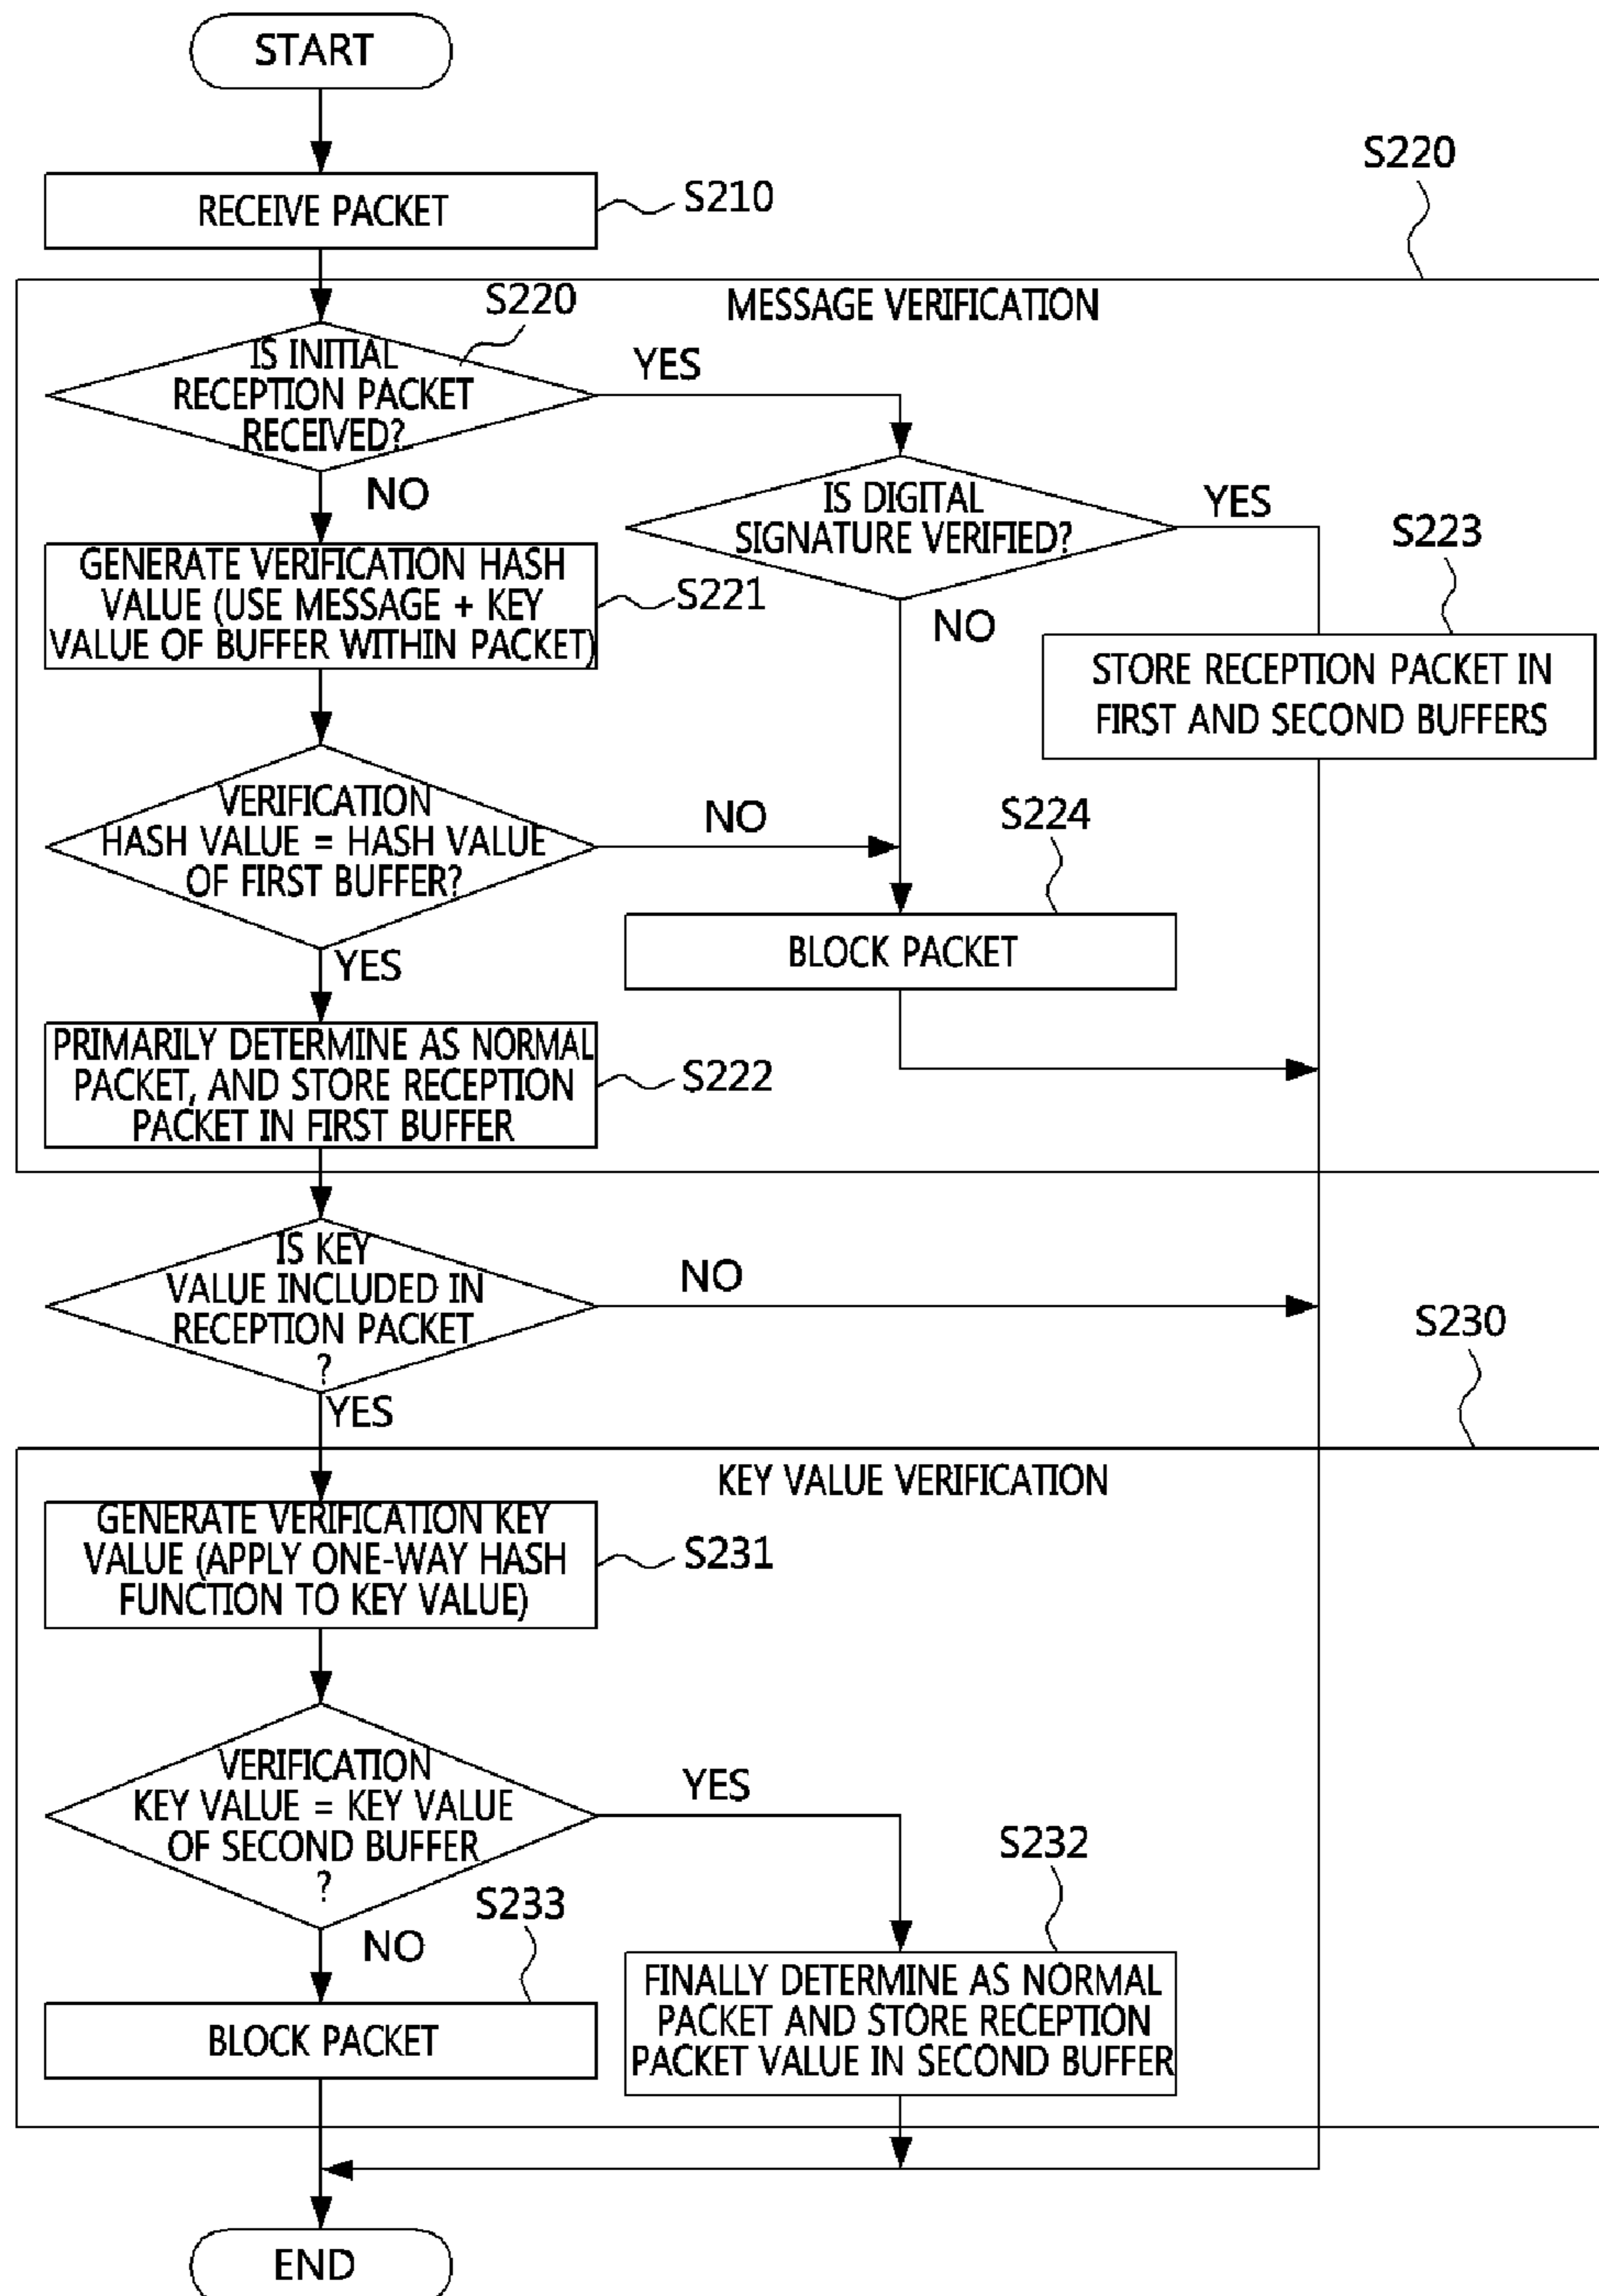 START
RECEIVE PACKET
S210
S220
MESSAGE VERIFICATION
S220
IS INITIAL
RECEPTION PACKET
RECEIVED?
YES
NO
IS DIGITAL
SIGNATURE VERIFIED?
YES
NO
S223
STORE RECEPTION PACKET IN
FIRST AND SECOND BUFFERS
GENERATE VERIFICATION HASH
VALUE (USE MESSAGE + KEY
VALUE OF BUFFER WITHIN PACKET)
S221
VERIFICATION
HASH VALUE = HASH VALUE
OF FIRST BUFFER?
NO
YES
S224
BLOCK PACKET
PRIMARILY DETERMINE AS NORMAL
PACKET, AND STORE RECEPTION
PACKET IN FIRST BUFFER
S222
IS KEY
VALUE INCLUDED IN
RECEPTION PACKET
?
NO
YES
S230
KEY VALUE VERIFICATION
GENERATE VERIFICATION KEY
VALUE (APPLY ONE-WAY HASH
FUNCTION TO KEY VALUE)
S231
VERIFICATION
KEY VALUE = KEY VALUE
OF SECOND BUFFER
?
YES
NO
S232
FINALLY DETERMINE AS NORMAL
PACKET AND STORE RECEPTION
PACKET VALUE IN SECOND BUFFER
S233
BLOCK PACKET
END